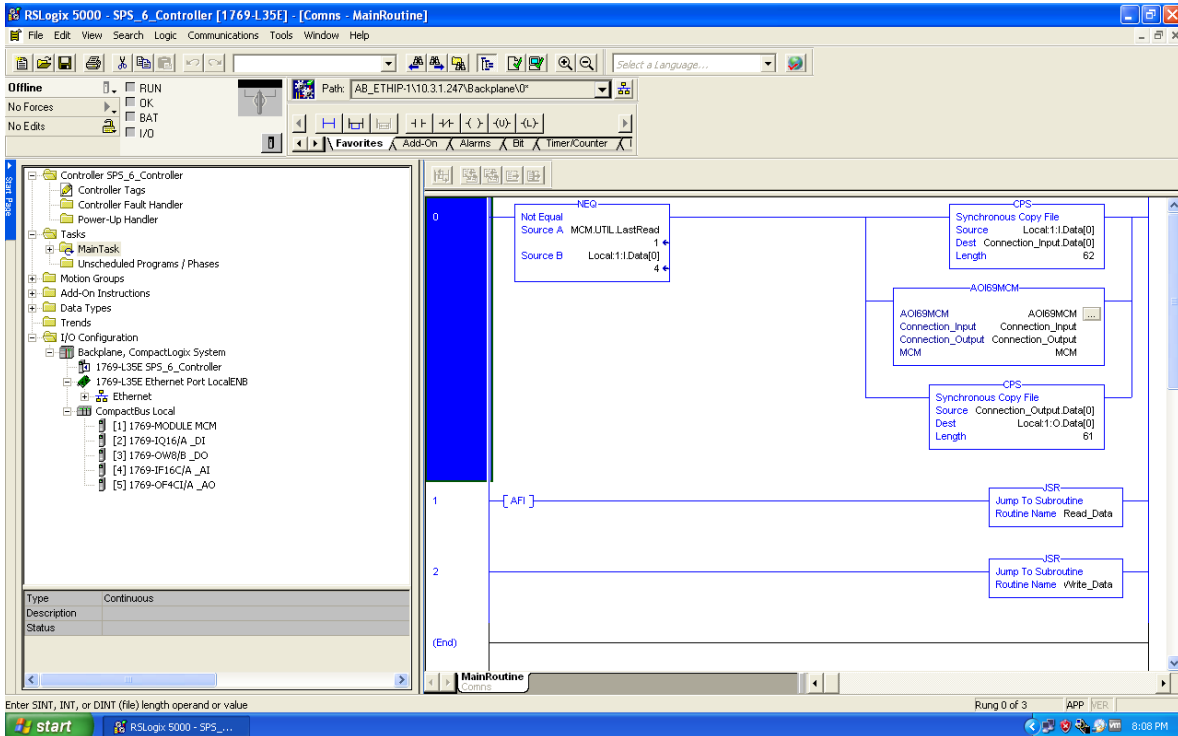 RSLogix 5000 - SPS_6_Controller [1769-L35E] - [Comns - MainRoutine]
File Edit View Search Logic Communications Tools Window Help
Select a Language...
Offline
RUN
No Forces
OK
No Edits
BAT
I/O
Path: AB_ETHIP-1\10.3.1.247\Backplane\0*
Favorites Add-On Alarms Bit Timer/Counter
Start Page
Controller SPS_6_Controller
Controller Tags
Controller Fault Handler
Power-Up Handler
Tasks
MainTask
Unscheduled Programs / Phases
Motion Groups
Add-On Instructions
Data Types
Trends
I/O Configuration
Backplane, CompactLogix System
1769-L35E SPS_6_Controller
1769-L35E Ethernet Port LocalENB
Ethernet
CompactBus Local
[1] 1769-MODULE MCM
[2] 1769-IQ16/A _DI
[3] 1769-OW8/B _DO
[4] 1769-IF16C/A _AI
[5] 1769-OF4CI/A _AO
Type Continuous
Description
Status
0
NEQ
Not Equal
Source A MCM.UTIL.LastRead
1
Source B Local:1:I.Data[0]
4
CPS
Synchronous Copy File
Source Local:1:I.Data[0]
Dest Connection_Input.Data[0]
Length 62
AOI69MCM
AOI69MCM AOI69MCM ...
Connection_Input Connection_Input
Connection_Output Connection_Output
MCM MCM
CPS
Synchronous Copy File
Source Connection_Output.Data[0]
Dest Local:1:O.Data[0]
Length 61
1
AFI
JSR
Jump To Subroutine
Routine Name Read_Data
2
JSR
Jump To Subroutine
Routine Name Write_Data
(End)
MainRoutine
Comns
Enter SINT, INT, or DINT (file) length operand or value
Rung 0 of 3 APP VER
start
RSLogix 5000 - SPS_...
8:08 PM